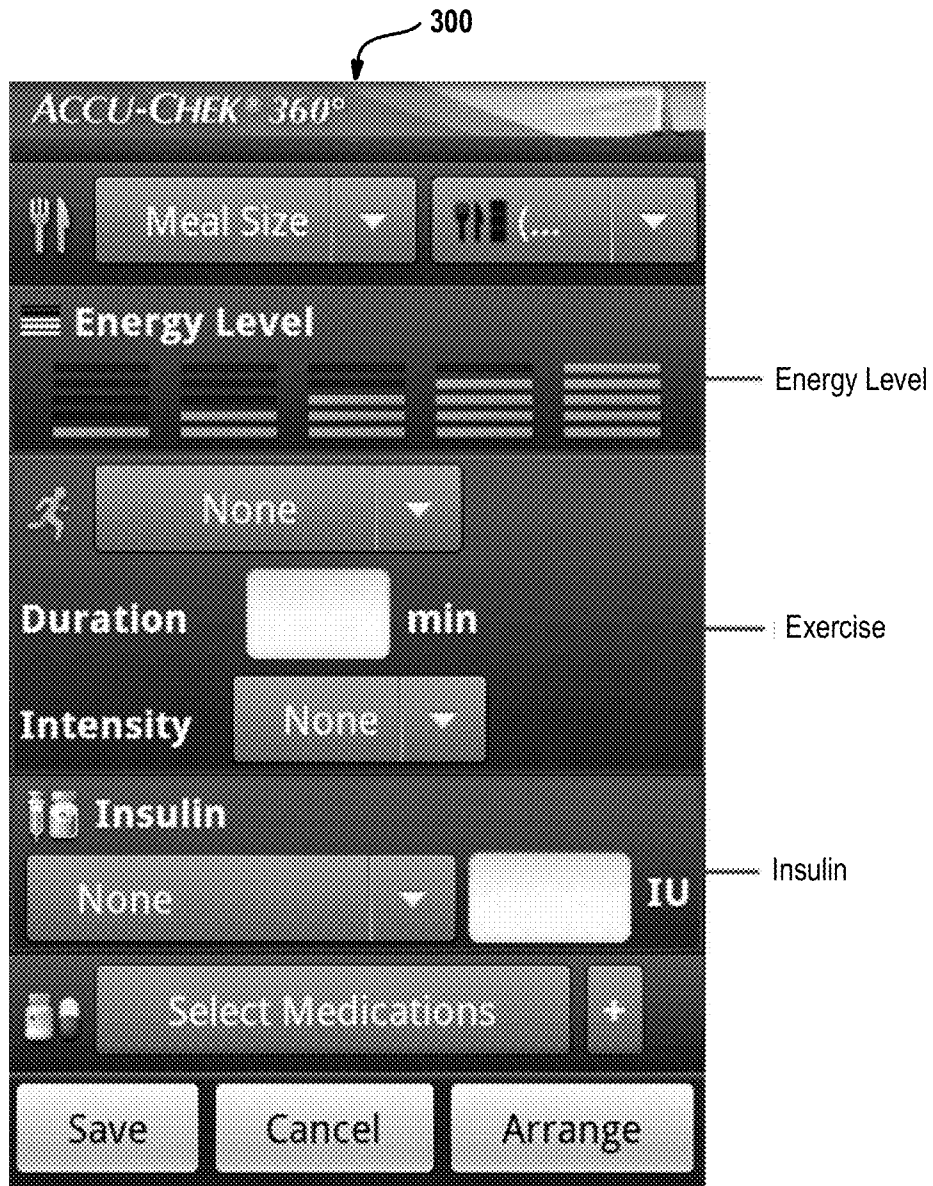 300
ACCU-CHEK® 360°
Meal Size
(...
Energy Level
Energy Level
None
Duration min
Exercise
Intensity None
Insulin
None IU
Insulin
Select Medications +
Save Cancel Arrange